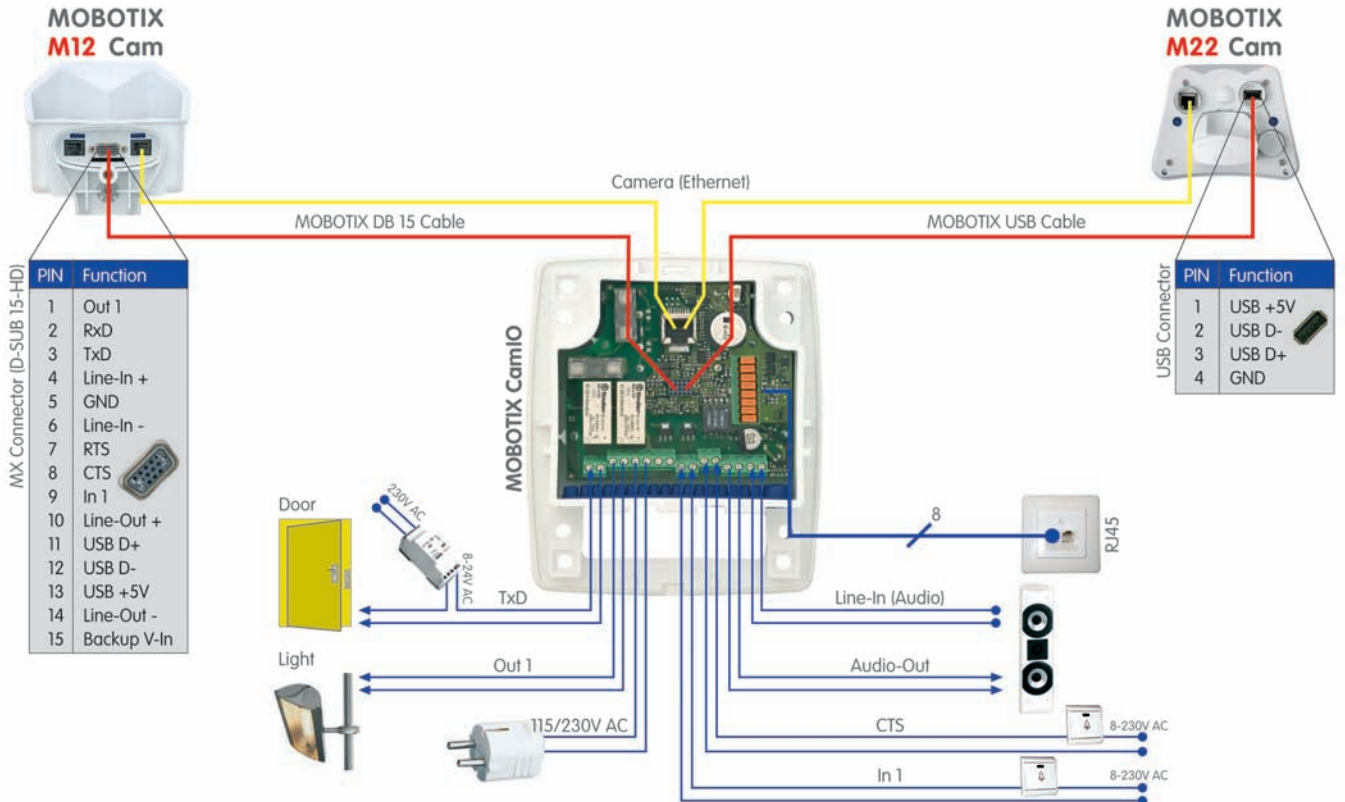 MOBOTIX
M12 Cam
MOBOTIX
M22 Cam
Camera (Ethernet)
MOBOTIX DB 15 Cable
MOBOTIX USB Cable
MX Connector (D-SUB 15-HD)
PIN Function
1 Out 1
2 RxD
3 TxD
4 Line-In +
5 GND
6 Line-In -
7 RTS
8 CTS
9 In 1
10 Line-Out +
11 USB D+
12 USB D-
13 USB +5V
14 Line-Out -
15 Backup V-In
USB Connector
PIN Function
1 USB +5V
2 USB D-
3 USB D+
4 GND
MOBOTIX CamIO
Door
230V AC
8-24V AC
TxD
8
RJ45
Line-In (Audio)
Light
Out 1
Audio-Out
115/230V AC
CTS
8-230V AC
In 1
8-230V AC